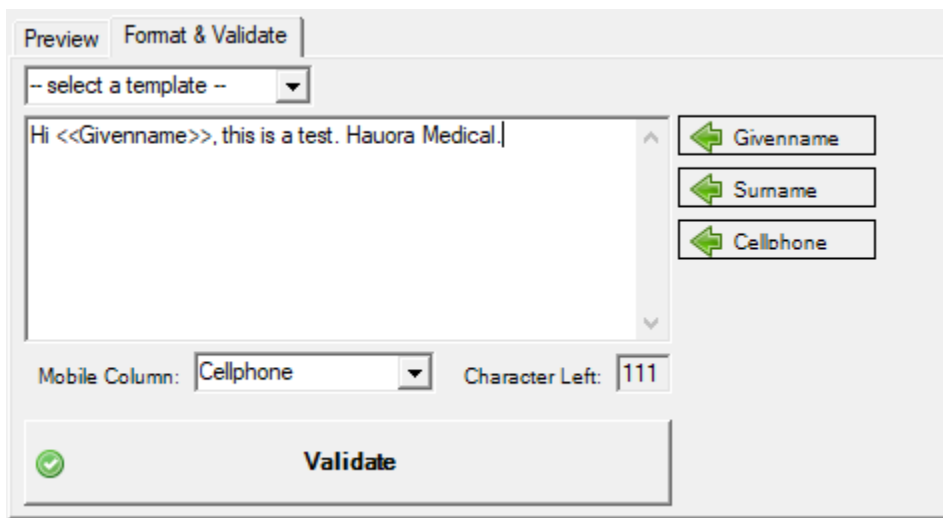 Preview Format & Validate
-- select a template --
Hi <<Givenname>>, this is a test. Hauora Medical.
Givenname
Surname
Cellphone
Mobile Column: Cellphone Character Left: 111
Validate